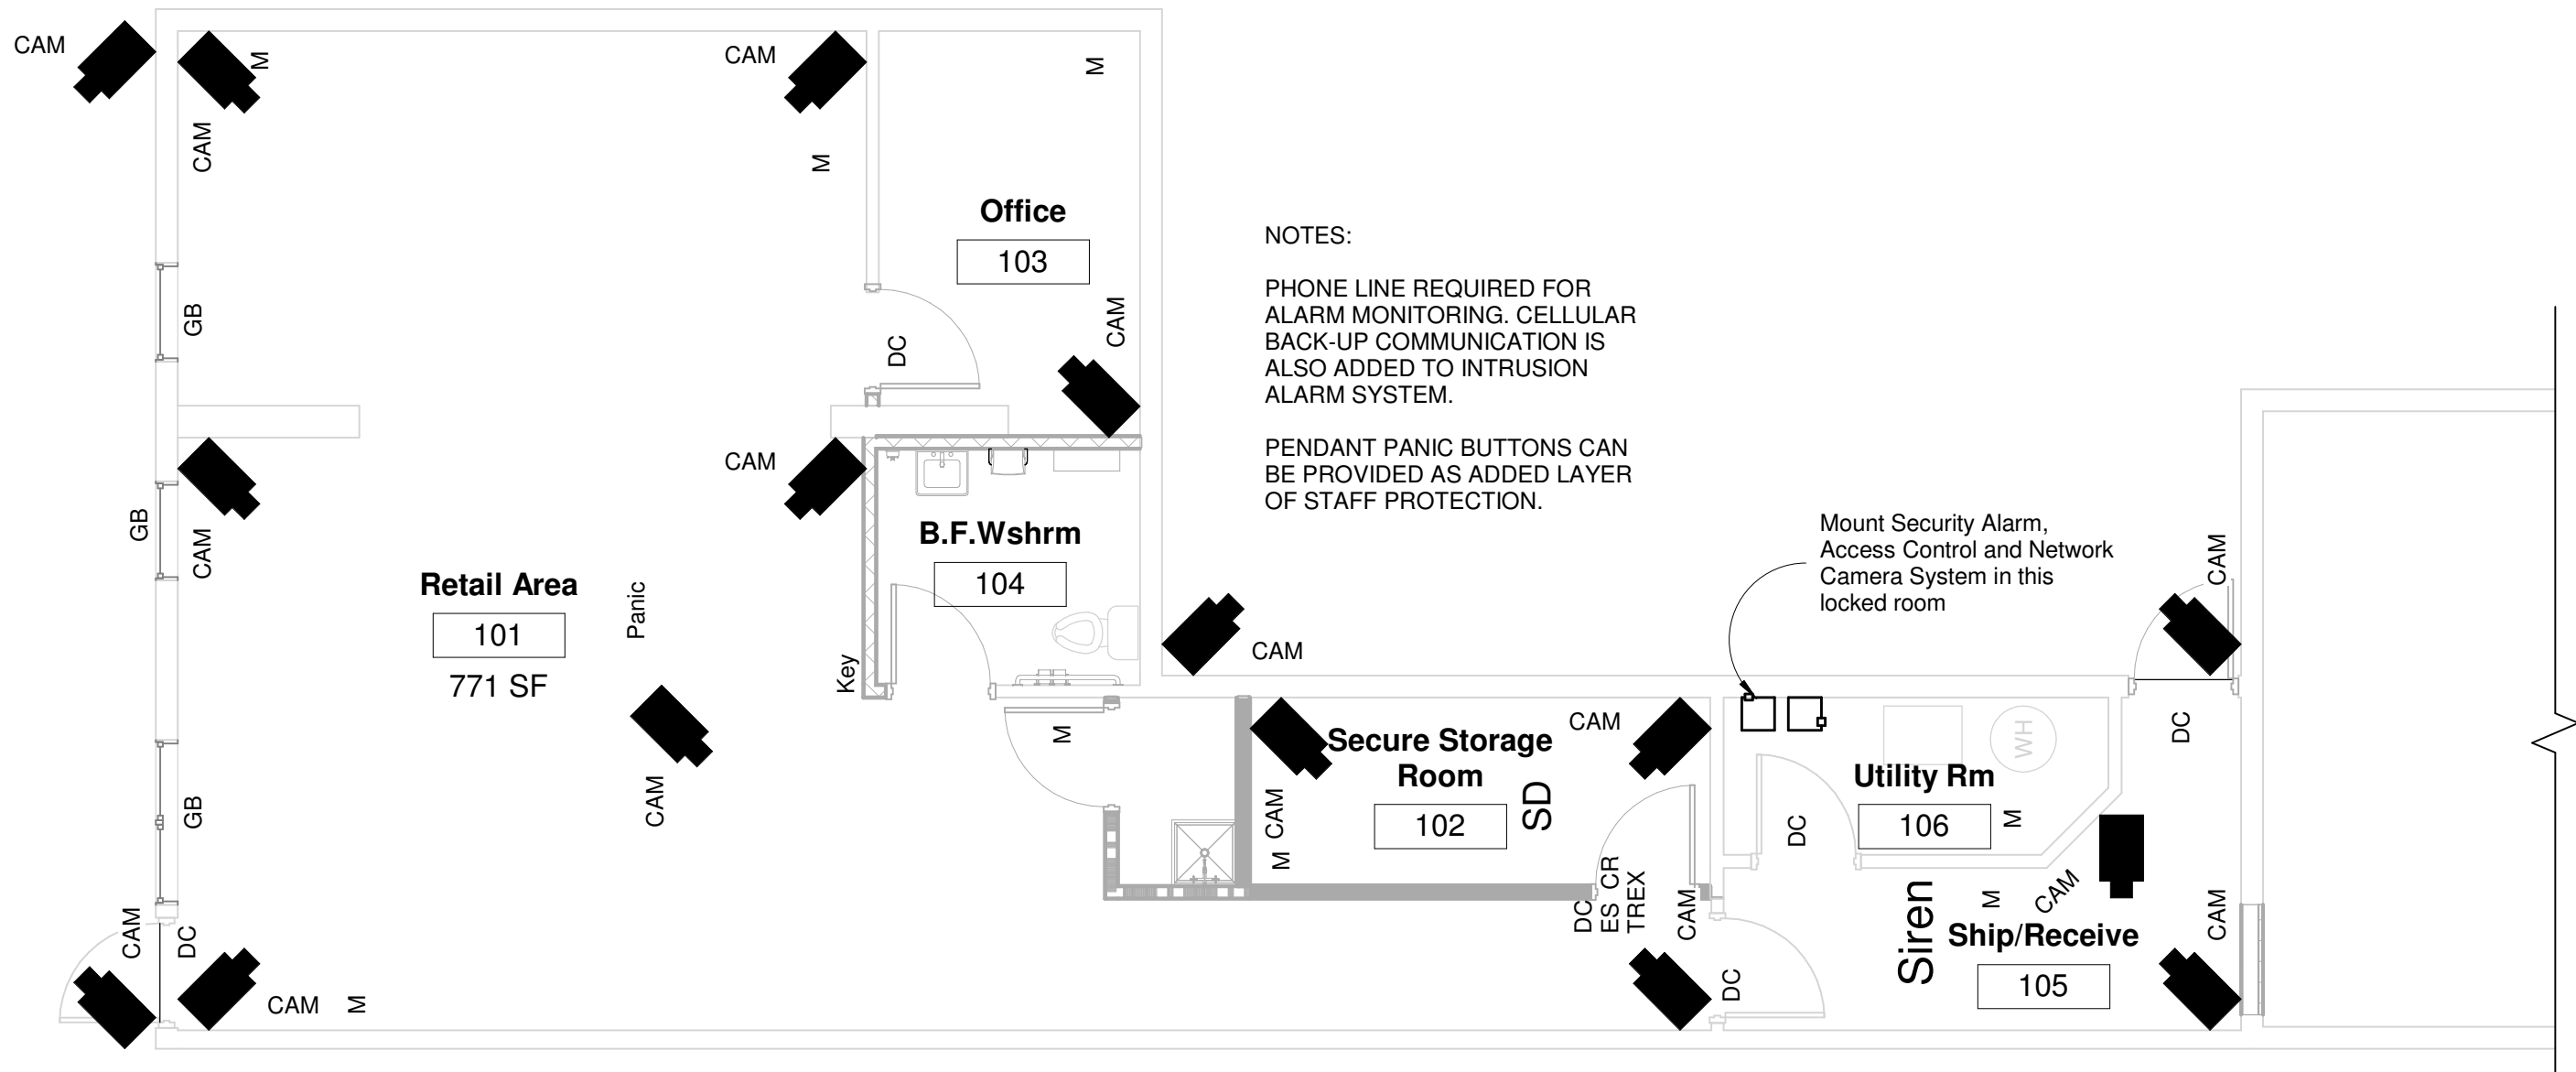 CAM
M
CAM
CAM
M
M
Office
103
CAM
DC
GB
NOTES:
PHONE LINE REQUIRED FOR
ALARM MONITORING. CELLULAR
BACK-UP COMMUNICATION IS
ALSO ADDED TO INTRUSION
ALARM SYSTEM.
PENDANT PANIC BUTTONS CAN
BE PROVIDED AS ADDED LAYER
OF STAFF PROTECTION.
CAM
GB
CAM
B.F.Wshrm
104
Retail Area
101
771 SF
Panic
Key
CAM
CAM
GB
M
CAM
DC
CAM
M
Mount Security Alarm,
Access Control and Network
Camera System in this
locked room
CAM
DC
CAM
Secure Storage
Room
102
SD
CAM
M
DC
ES CR
TREX
CAM
WH
Utility Rm
106
M
DC
Siren
M
CAM
CAM
Ship/Receive
105
DC